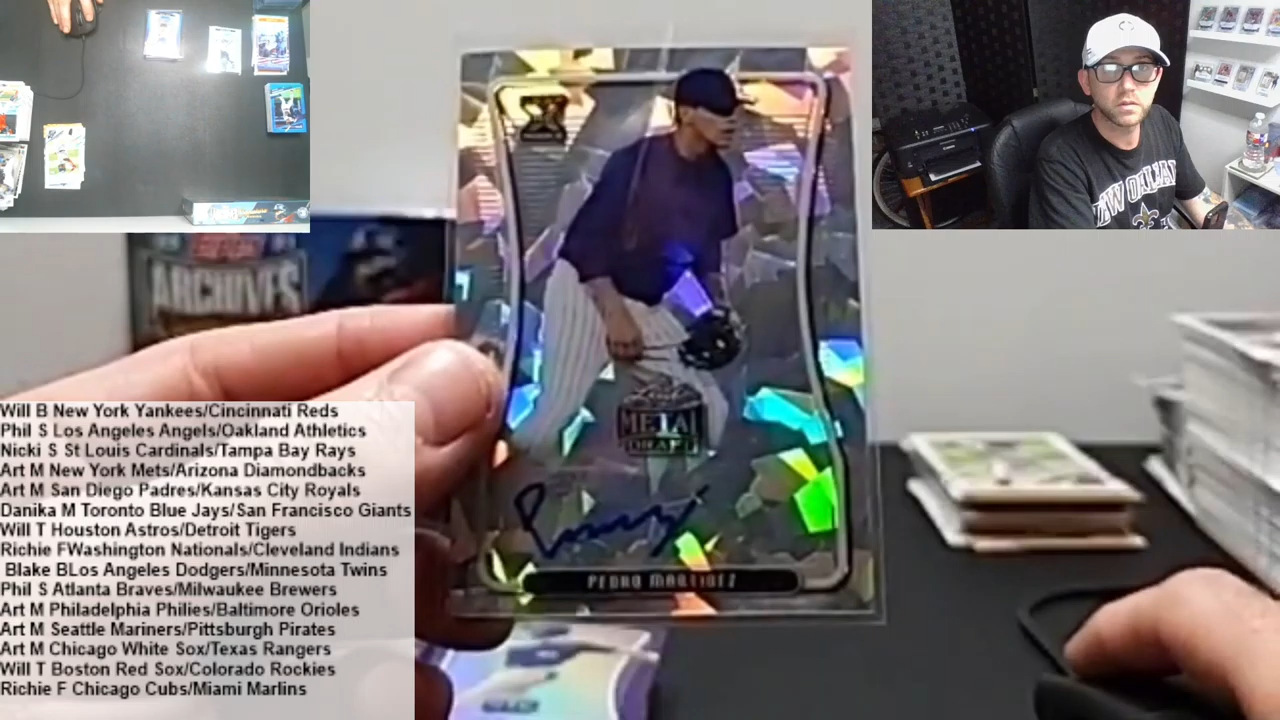 ARCHIVES
METAL
DRAFT
PEDRO MARTINEZ
NEW ORLEAN
Will B New York Yankees/Cincinnati Reds
Phil S Los Angeles Angels/Oakland Athletics
Nicki S St Louis Cardinals/Tampa Bay Rays
Art M New York Mets/Arizona Diamondbacks
Art M San Diego Padres/Kansas City Royals
Danika M Toronto Blue Jays/San Francisco Giants
Will T Houston Astros/Detroit Tigers
Richie FWashington Nationals/Cleveland Indians
Blake BLos Angeles Dodgers/Minnesota Twins
Phil S Atlanta Braves/Milwaukee Brewers
Art M Philadelphia Philies/Baltimore Orioles
Art M Seattle Mariners/Pittsburgh Pirates
Art M Chicago White Sox/Texas Rangers
Will T Boston Red Sox/Colorado Rockies
Richie F Chicago Cubs/Miami Marlins